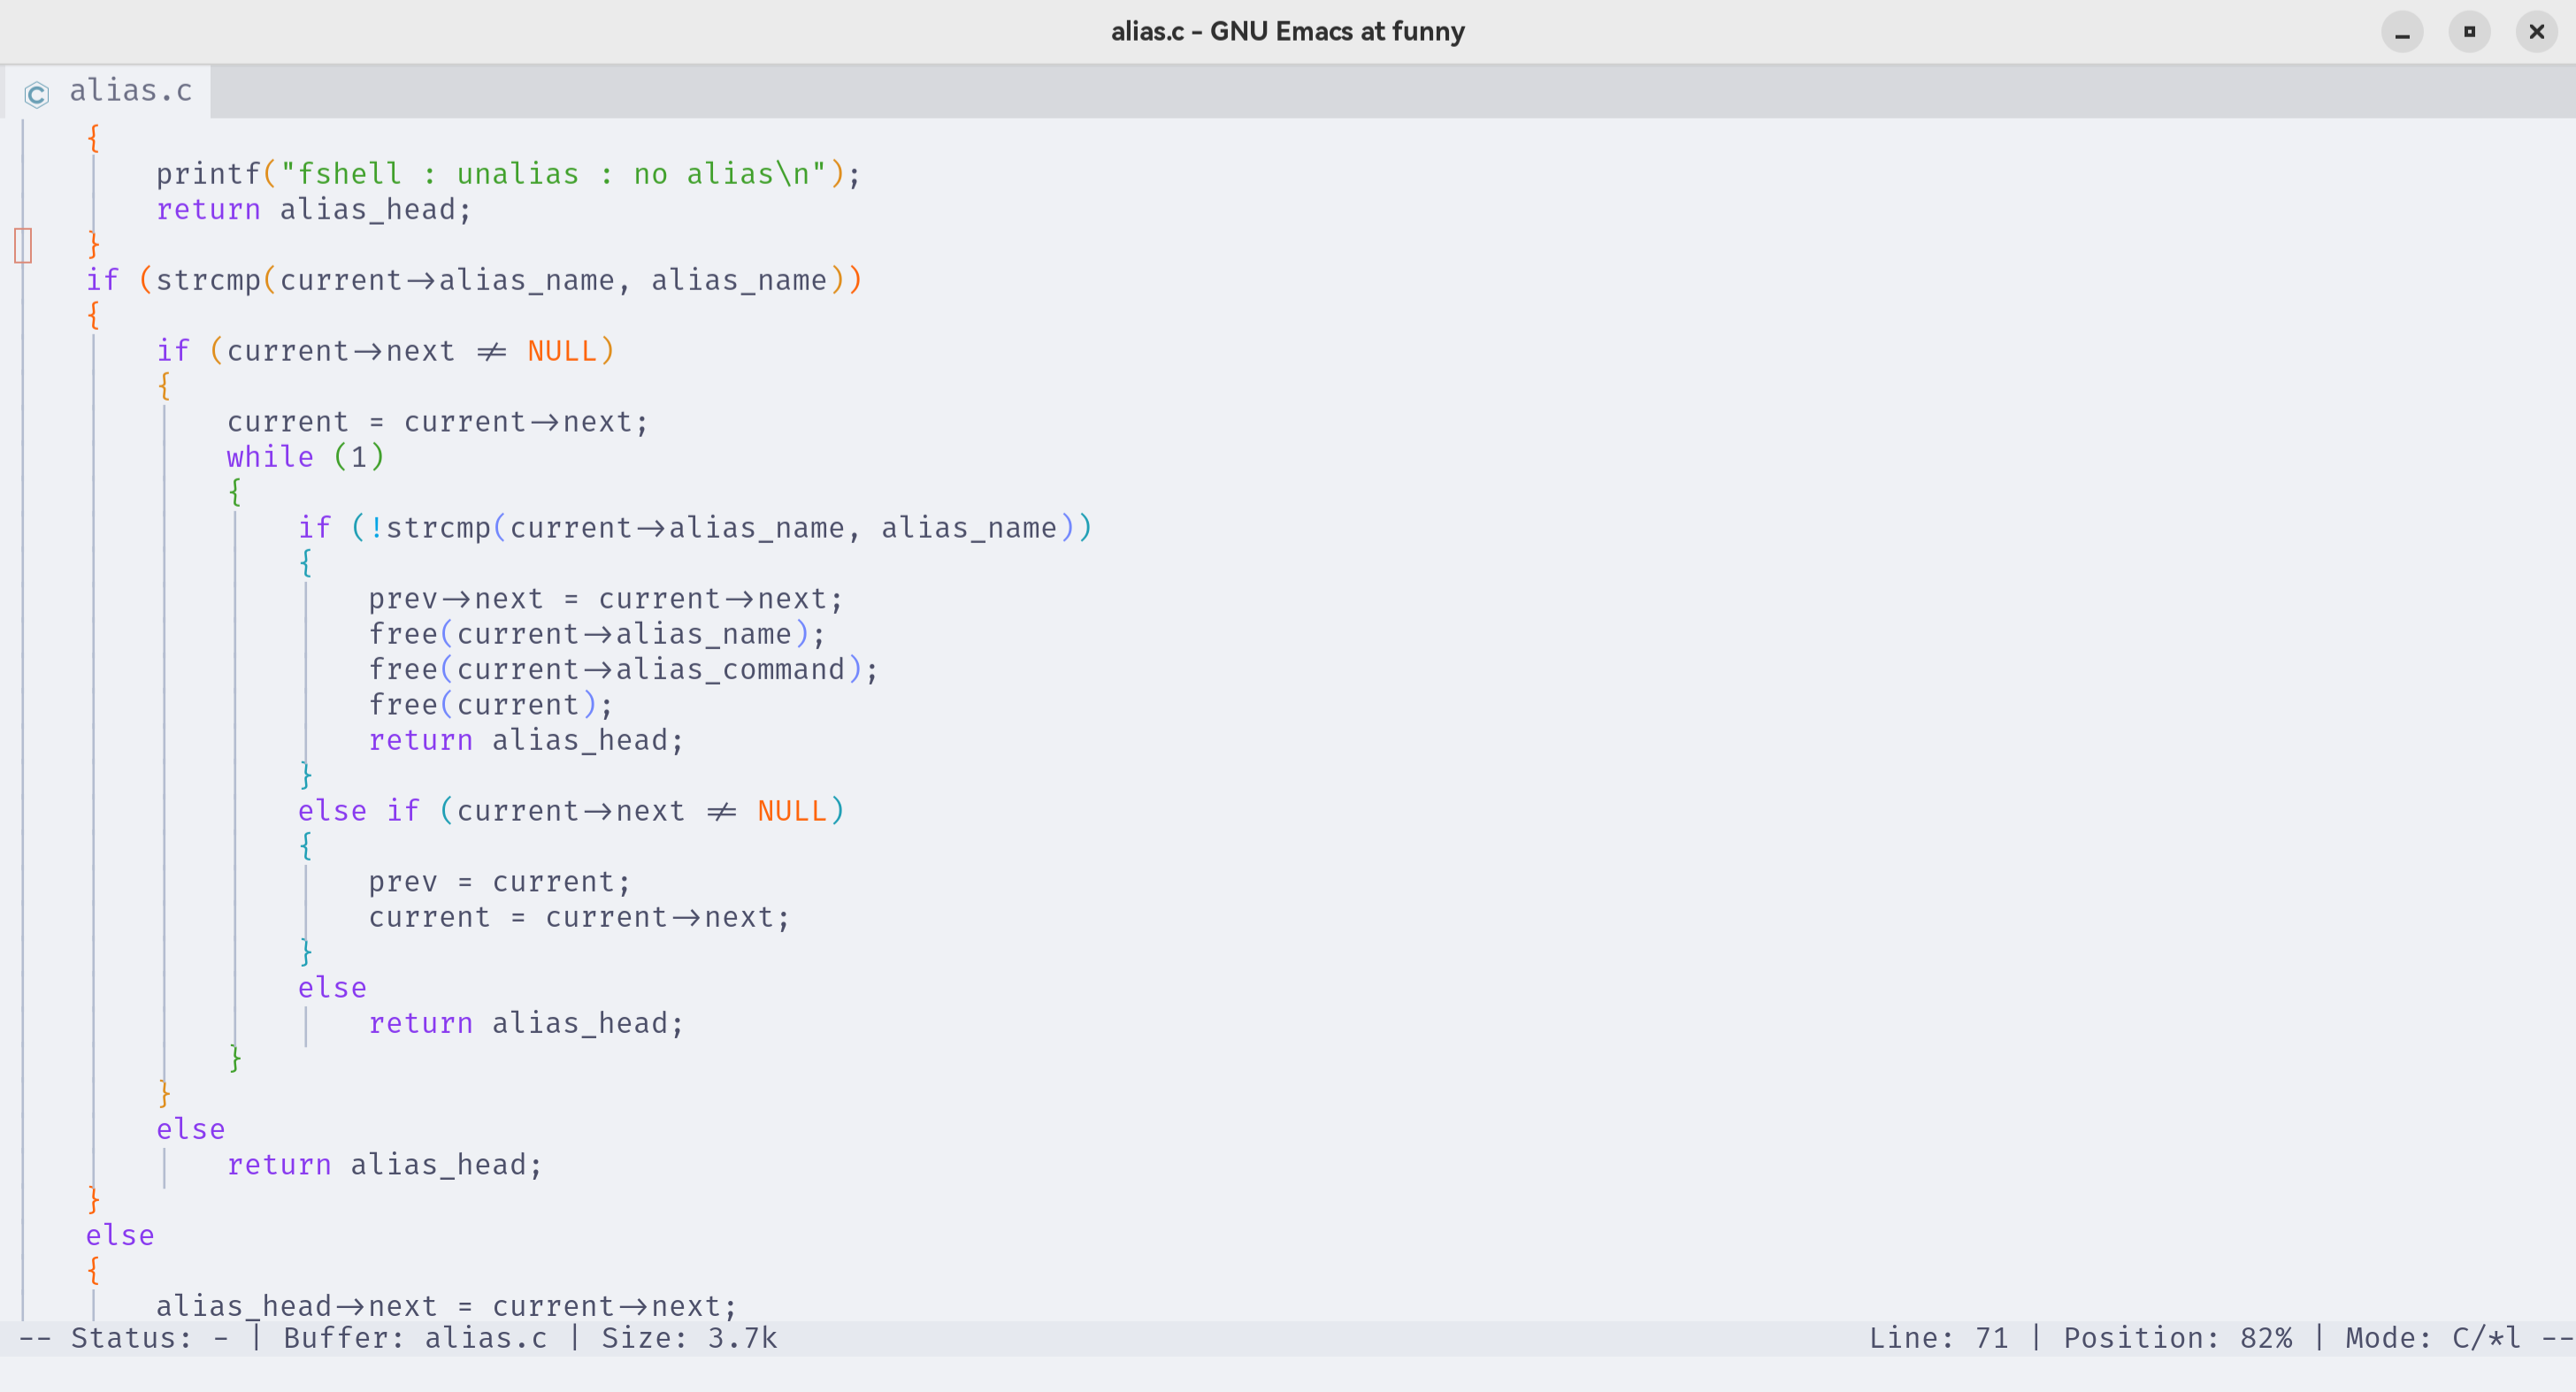 alias.c - GNU Emacs at funny
alias.c
{
printf("fshell : unalias : no alias\n");
return alias_head;
}
if (strcmp(current->alias_name, alias_name))
{
if (current->next != NULL)
{
current = current->next;
while (1)
{
if (!strcmp(current->alias_name, alias_name))
{
prev->next = current->next;
free(current->alias_name);
free(current->alias_command);
free(current);
return alias_head;
}
else if (current->next != NULL)
{
prev = current;
current = current->next;
}
else
return alias_head;
}
}
else
return alias_head;
}
else
{
alias_head->next = current->next;
-- Status: - | Buffer: alias.c | Size: 3.7k Line: 71 | Position: 82% | Mode: C/*l --